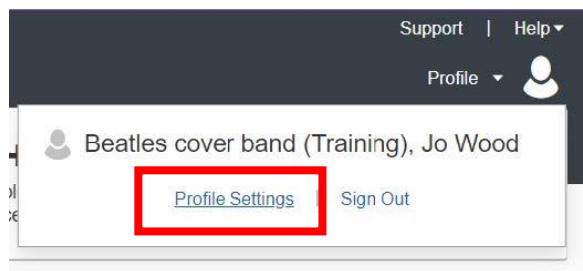 Support | Help
Profile
Beatles cover band (Training), Jo Wood
Profile Settings | Sign Out